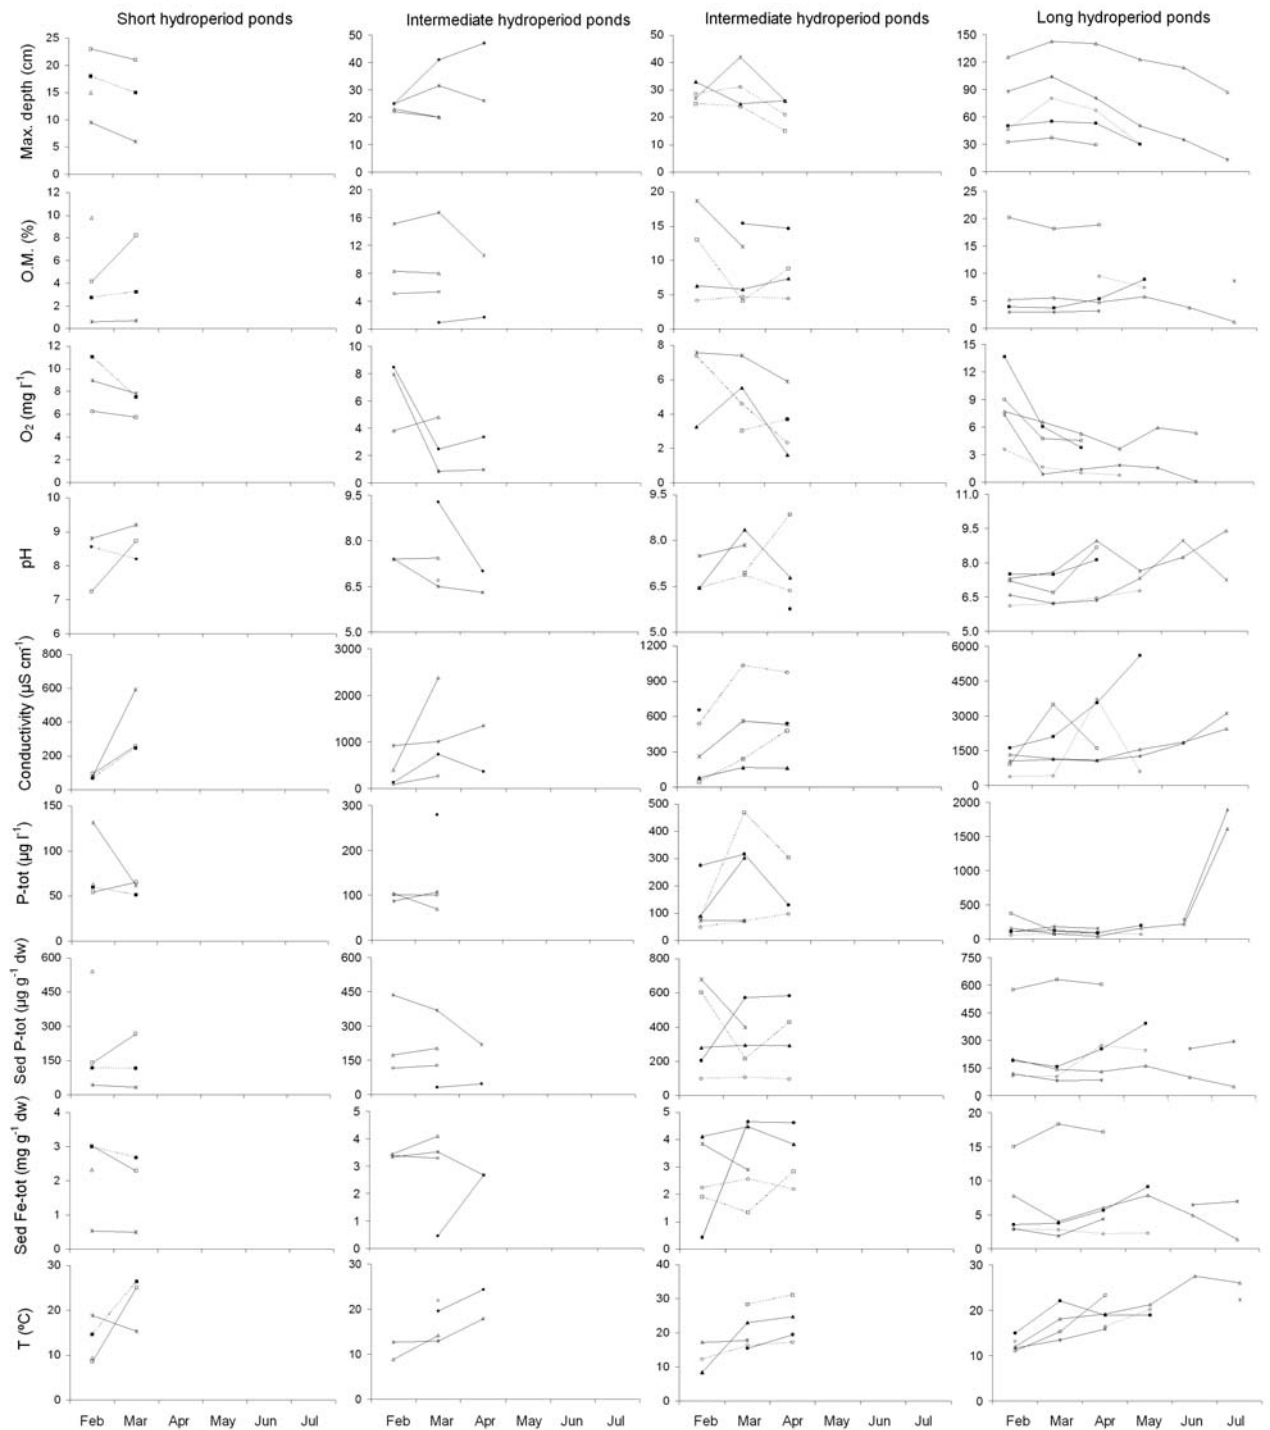 Short hydroperiod ponds Intermediate hydroperiod ponds Intermediate hydroperiod ponds Long hydroperiod ponds
Max. depth (cm)
25 20 15 10 5 0
50 40 30 20 10 0
50 40 30 20 10 0
150 120 90 60 30 0
O.M. (%)
12 10 8 6 4 2 0
20 16 12 8 4 0
20 15 10 5 0
25 20 15 10 5 0
O₂ (mg l⁻¹)
12 10 8 6 4 2 0
10 8 6 4 2 0
8 6 4 2 0
15 12 9 6 3 0
pH
10 9 8 7 6
9.5 8.0 6.5 5.0
9.5 8.0 6.5 5.0
11.0 9.5 8.0 6.5 5.0
Conductivity (µS cm⁻¹)
800 600 400 200 0
3000 2000 1000 0
1200 900 600 300 0
6000 4500 3000 1500 0
P-tot (µg l⁻¹)
150 100 50 0
300 200 100 0
500 400 300 200 100 0
2000 1500 1000 500 0
Sed P-tot (µg g⁻¹ dw)
600 450 300 150 0
600 450 300 150 0
800 600 400 200 0
750 600 450 300 150 0
Sed Fe-tot (mg g⁻¹ dw)
4 3 2 1 0
5 4 3 2 1 0
5 4 3 2 1 0
20 15 10 5 0
T (ºC)
30 20 10 0
30 20 10 0
40 30 20 10 0
30 20 10 0
Feb Mar Apr May Jun Jul Feb Mar Apr May Jun Jul Feb Mar Apr May Jun Jul Feb Mar Apr May Jun Jul